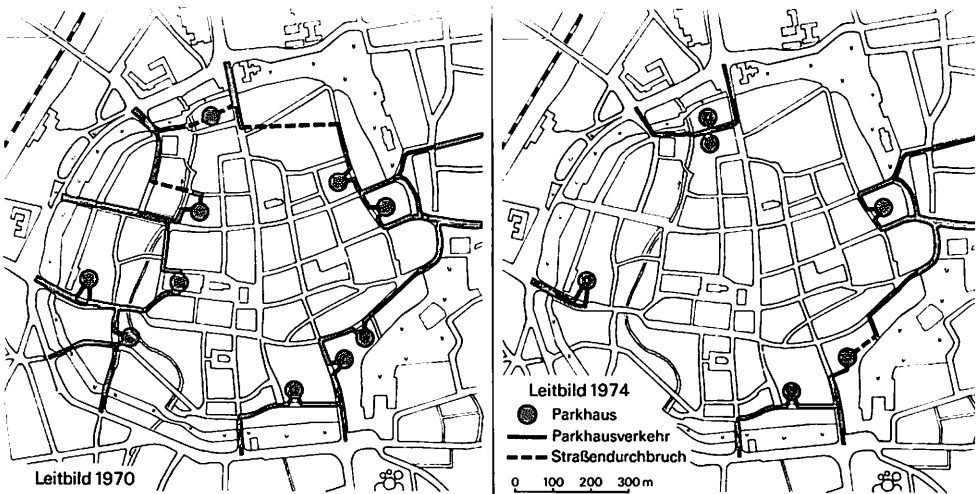 Leitbild 1970
Leitbild 1974
Parkhaus
Parkhausverkehr
Straßendurchbruch
0 100 200 300 m